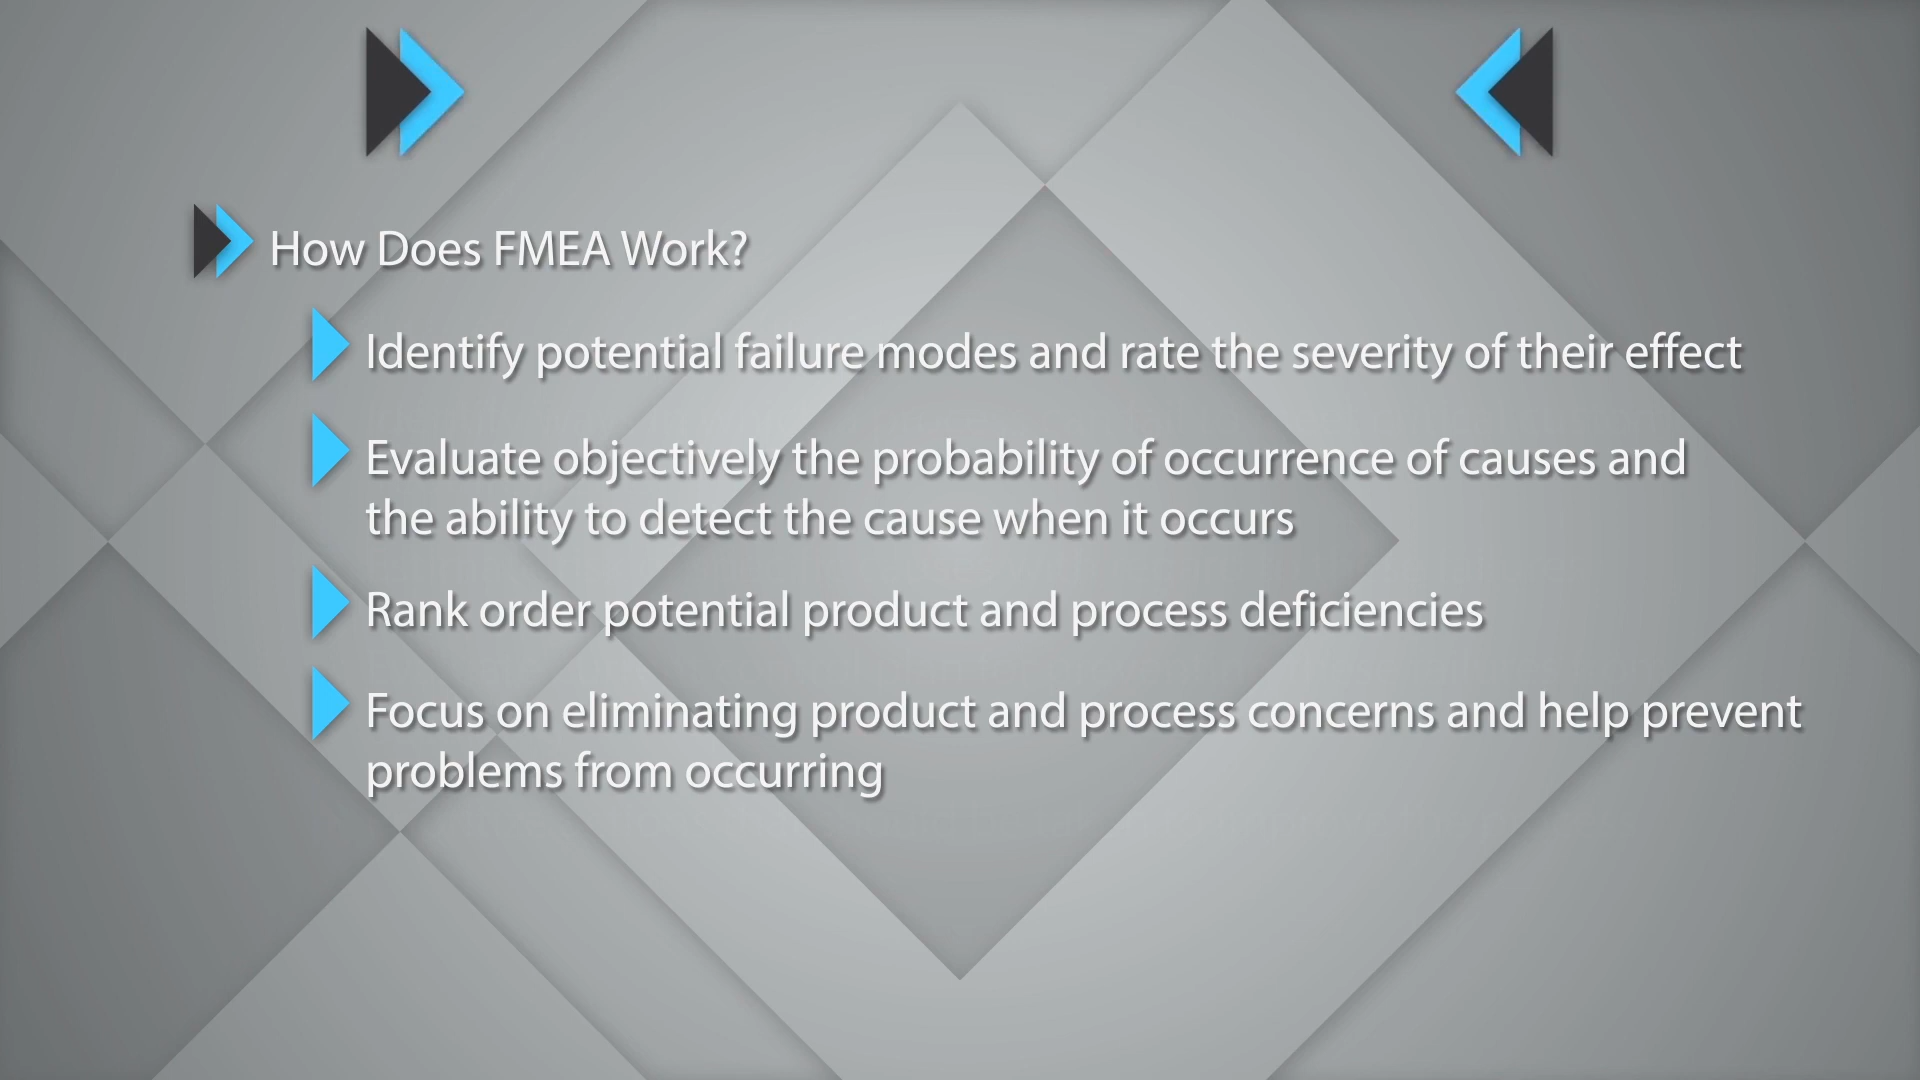 How Does FMEA Work?
Identify potential failure modes and rate the severity of their effect
Evaluate objectively the probability of occurrence of causes and
the ability to detect the cause when it occurs
Rank order potential product and process deficiencies
Focus on eliminating product and process concerns and help prevent
problems from occurring